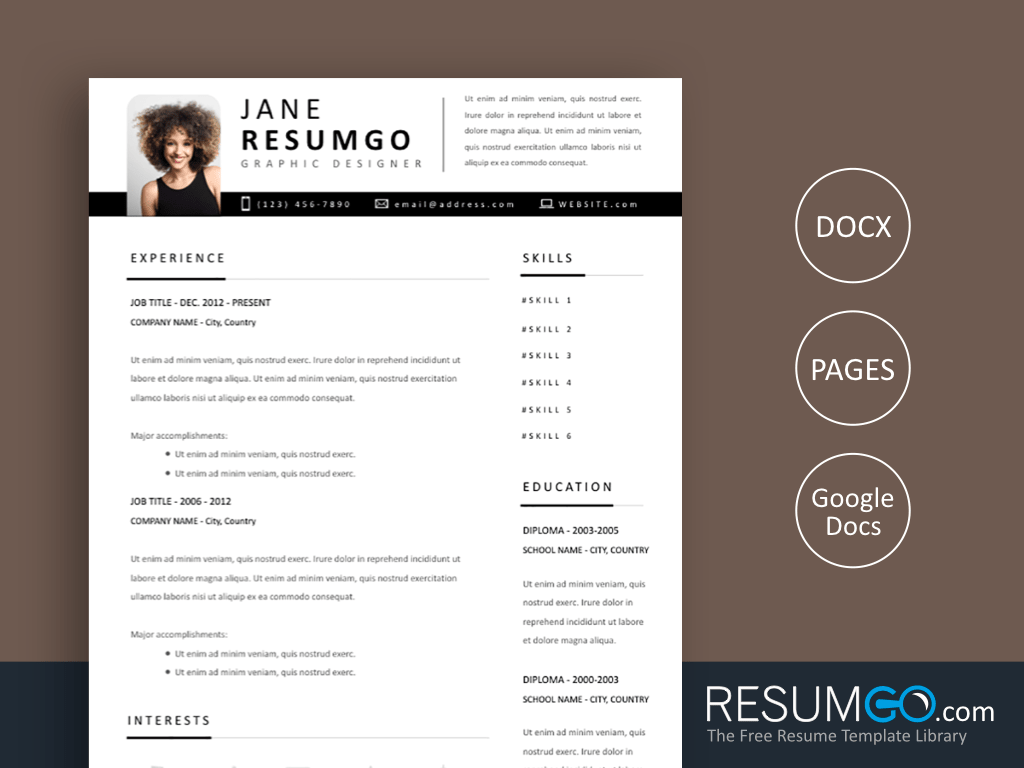 JANE
RESUMGO
GRAPHIC DESIGNER
Ut enim ad minim veniam, quis nostrud exerc.
Irure dolor in reprehend incididunt ut labore et
dolore magna aliqua. Ut enim ad minim veniam,
quis nostrud exercitation ullamco laboris nisi ut
aliquip ex ea commodo consequat.
(123) 456-7890 email@address.com WEBSITE.com
EXPERIENCE
JOB TITLE - DEC. 2012 - PRESENT
COMPANY NAME - City, Country
Ut enim ad minim veniam, quis nostrud exerc. Irure dolor in reprehend incididunt ut
labore et dolore magna aliqua. Ut enim ad minim veniam, quis nostrud exercitation
ullamco laboris nisi ut aliquip ex ea commodo consequat.
Major accomplishments:
• Ut enim ad minim veniam, quis nostrud exerc.
• Ut enim ad minim veniam, quis nostrud exerc.
JOB TITLE - 2006 - 2012
COMPANY NAME - City, Country
Ut enim ad minim veniam, quis nostrud exerc. Irure dolor in reprehend incididunt ut
labore et dolore magna aliqua. Ut enim ad minim veniam, quis nostrud exercitation
ullamco laboris nisi ut aliquip ex ea commodo consequat.
Major accomplishments:
• Ut enim ad minim veniam, quis nostrud exerc.
• Ut enim ad minim veniam, quis nostrud exerc.
INTERESTS
SKILLS
#SKILL 1
#SKILL 2
#SKILL 3
#SKILL 4
#SKILL 5
#SKILL 6
EDUCATION
DIPLOMA - 2003-2005
SCHOOL NAME - CITY, COUNTRY
Ut enim ad minim veniam, quis
nostrud exerc. Irure dolor in
reprehend incididunt ut labore
et dolore magna aliqua.
DIPLOMA - 2000-2003
SCHOOL NAME - CITY, COUNTRY
Ut enim ad minim veniam, quis
nostrud exerc. Irure dolor in
DOCX
PAGES
Google
Docs
RESUMGO.com
The Free Resume Template Library